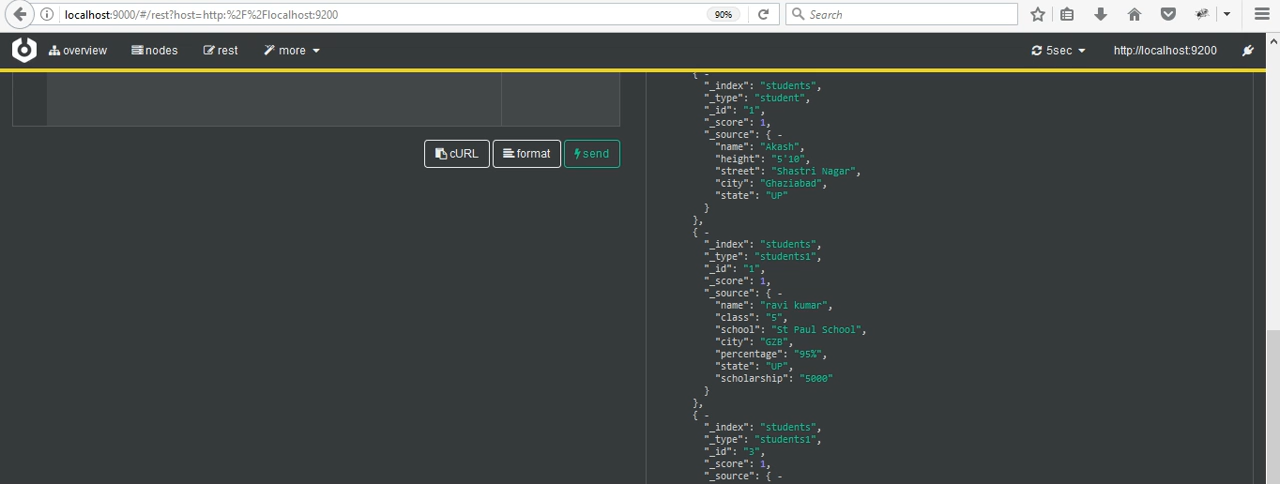 localhost:9000/#/rest?host=http:%2F%2Flocalhost:9200
90%
Search
overview
nodes
rest
more
5sec
http://localhost:9200
cURL
format
send
{ -
"_index": "students",
"_type": "student",
"_id": "1",
"_score": 1,
"_source": { -
"name": "Akash",
"height": "5'10",
"street": "Shastri Nagar",
"city": "Ghaziabad",
"state": "UP"
}
},
{ -
"_index": "students",
"_type": "students1",
"_id": "1",
"_score": 1,
"_source": { -
"name": "ravi kumar",
"class": "5",
"school": "St Paul School",
"city": "GZB",
"percentage": "95%",
"state": "UP",
"scholarship": "5000"
}
},
{ -
"_index": "students",
"_type": "students1",
"_id": "3",
"_score": 1,
"_source": { -